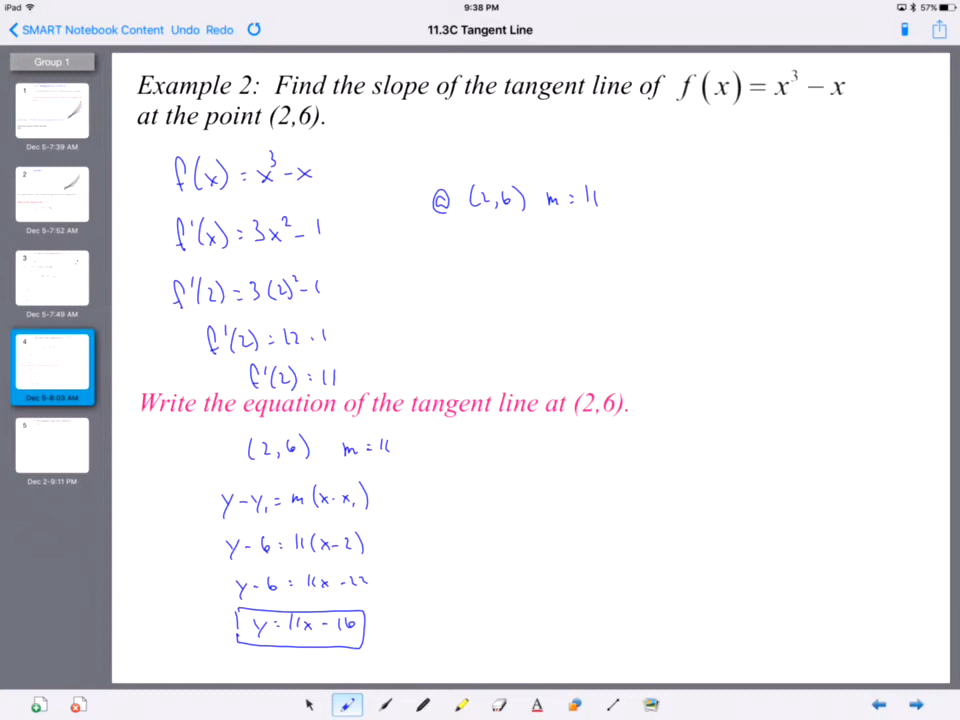 iPad 9:38 PM 57%
SMART Notebook Content Undo Redo 11.3C Tangent Line
Group 1
1
Dec 5-7:39 AM
2
Dec 5-7:52 AM
3
Dec 5-7:49 AM
4
Dec 5-8:03 AM
5
Dec 2-9:11 PM
Example 2: Find the slope of the tangent line of f(x) = x³ – x
at the point (2,6).
f(x) = x³ - x
@ (2,6) m = 11
f'(x) = 3x² - 1
f'(2) = 3(2)² - 1
f'(2) = 12 - 1
f'(2) = 11
Write the equation of the tangent line at (2,6).
(2,6) m = 11
y - y₁ = m(x - x₁)
y - 6 = 11(x - 2)
y - 6 = 11x - 22
y = 11x - 16
A